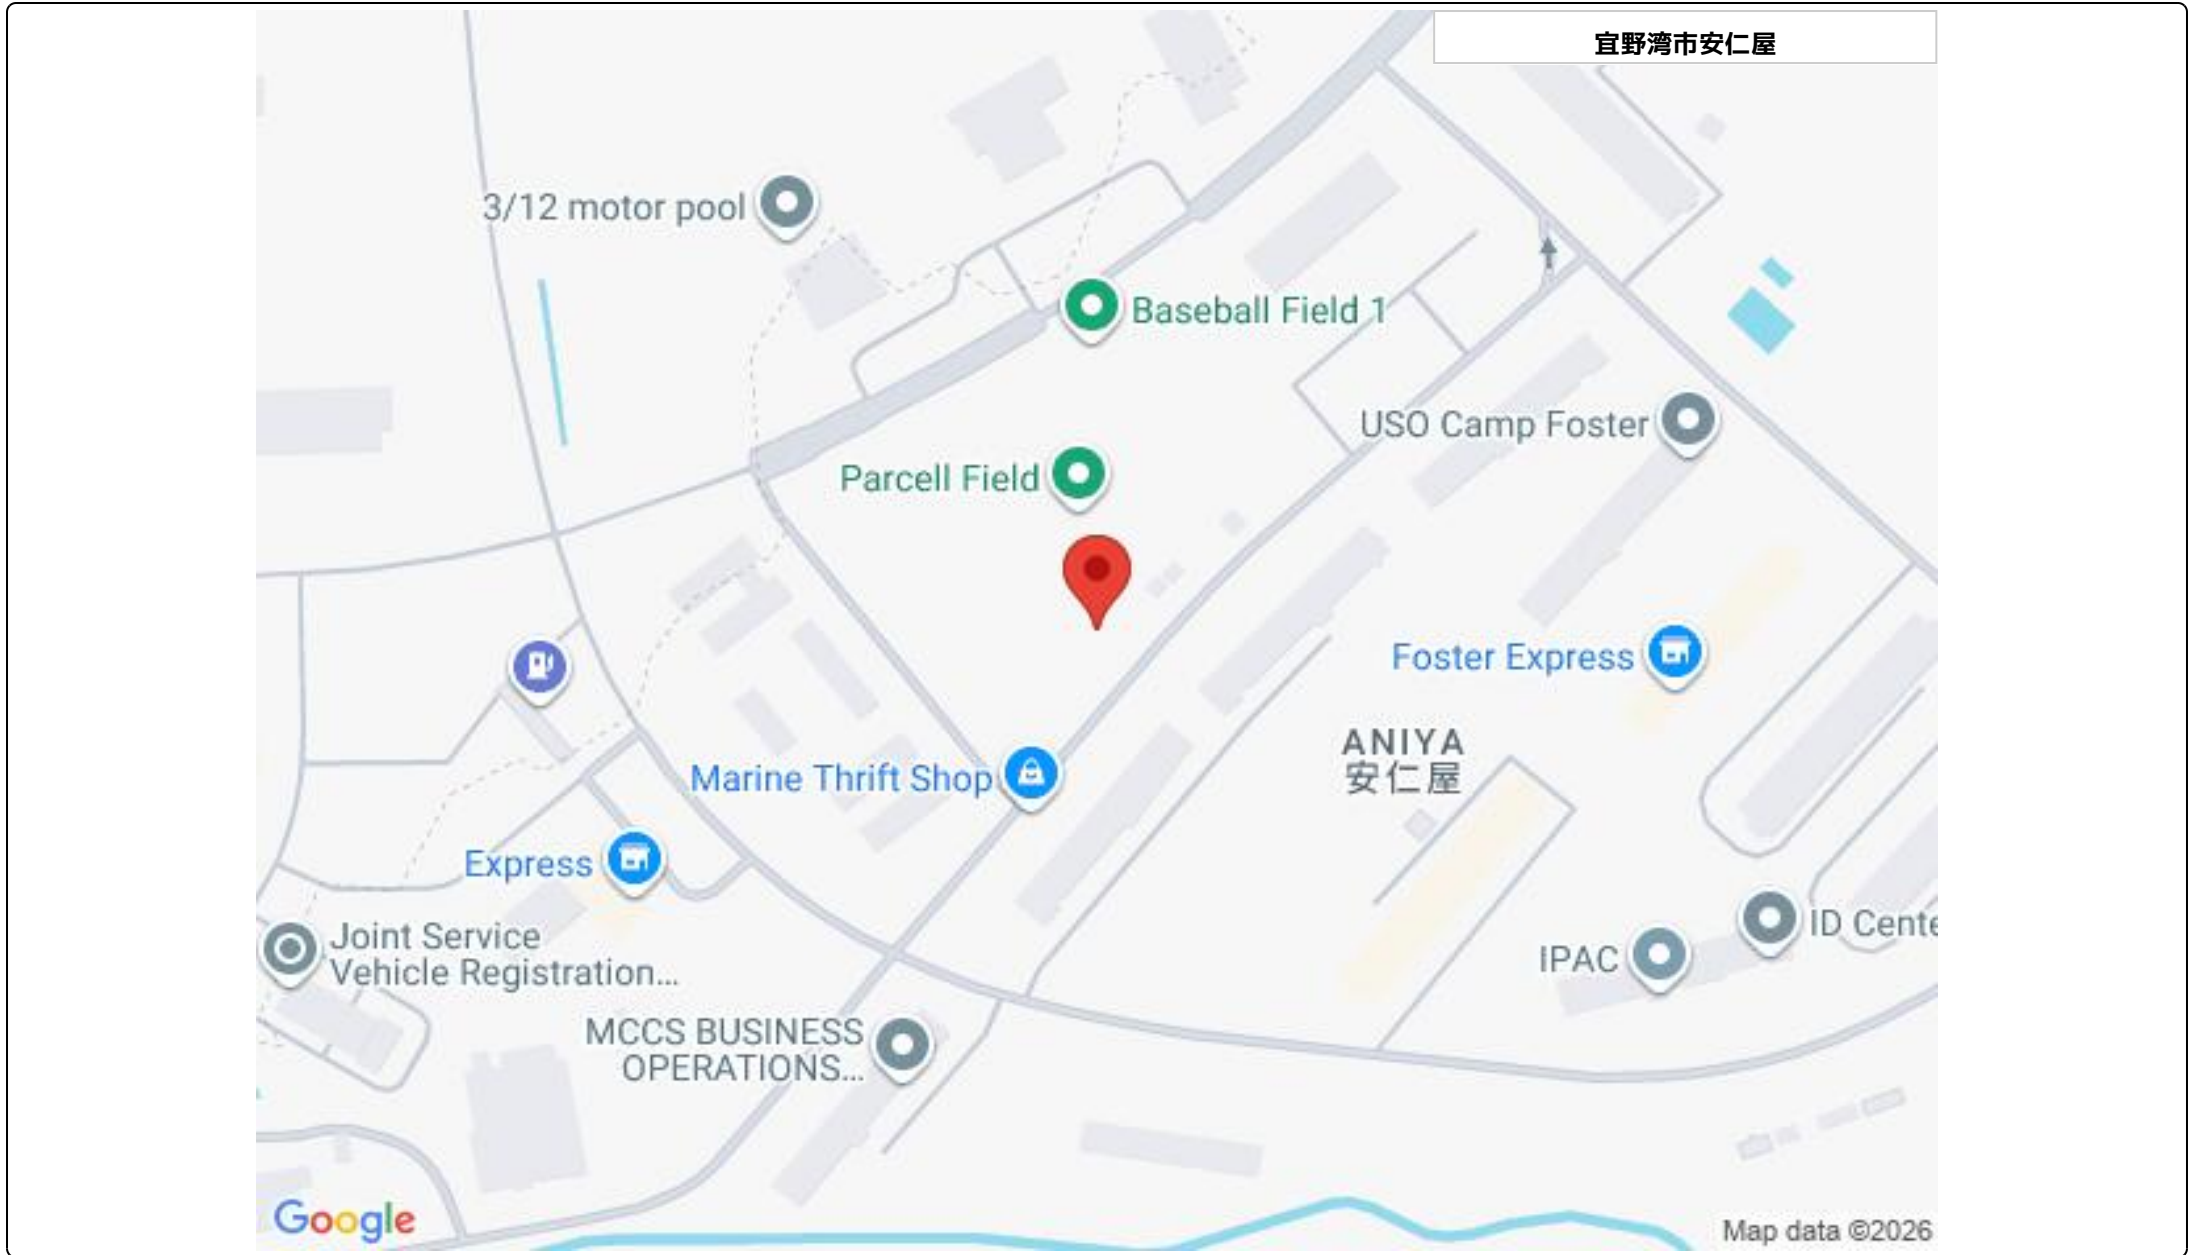 宜野湾市安仁屋
3/12 motor pool
Baseball Field 1
USO Camp Foster
Parcell Field
Foster Express
ANIYA
安仁屋
Marine Thrift Shop
Express
Joint Service
Vehicle Registration...
ID Cente
IPAC
MCCS BUSINESS
OPERATIONS...
Google
Map data ©2026